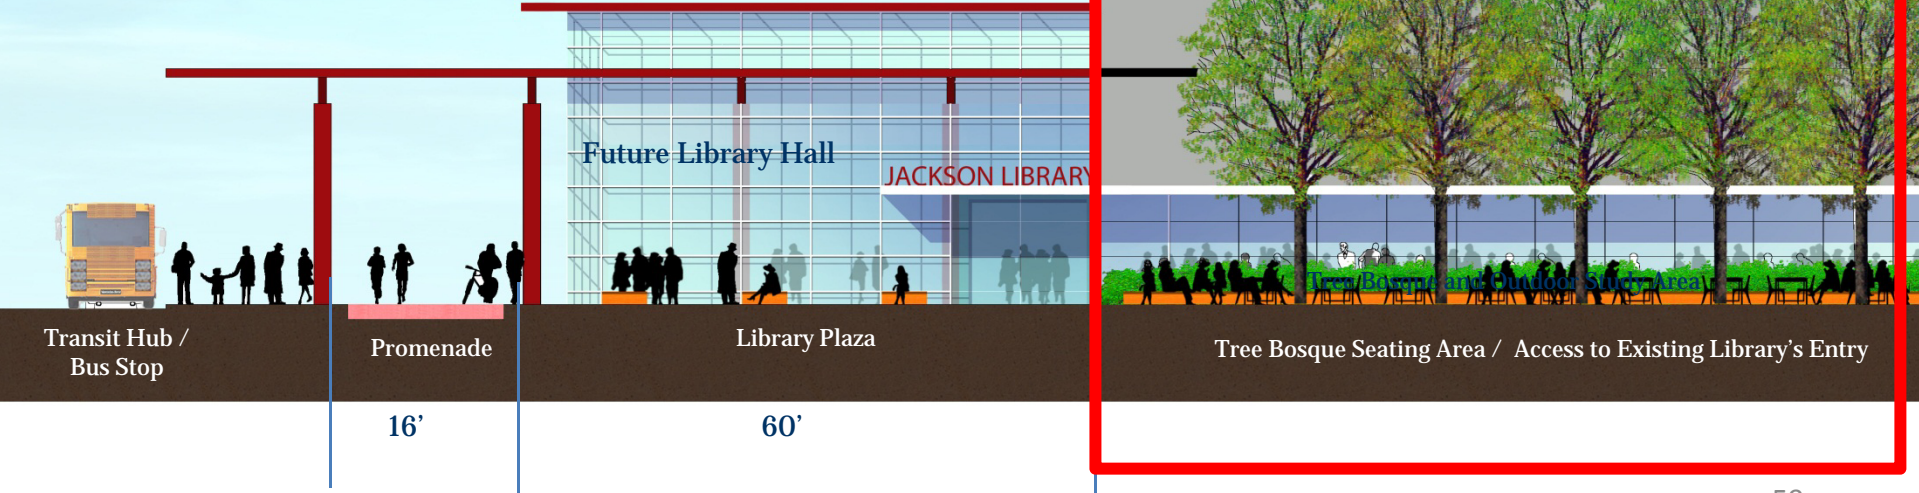 Future Library Hall
JACKSON LIBRARY
Tree Bosque and Outdoor Study Area
Transit Hub /
Bus Stop
Promenade
Library Plaza
Tree Bosque Seating Area / Access to Existing Library’s Entry
16’
60’